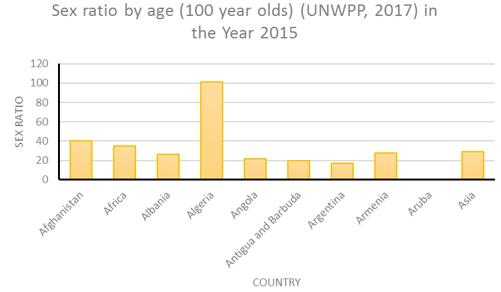 Sex ratio by age (100 year olds) (UNWPP, 2017) in
the Year 2015
120
100
80
60
40
20
0
SEX RATIO
Afghanistan
Africa
Albania
Algeria
Angola
Antigua and Barbuda
Argentina
Armenia
Aruba
Asia
COUNTRY